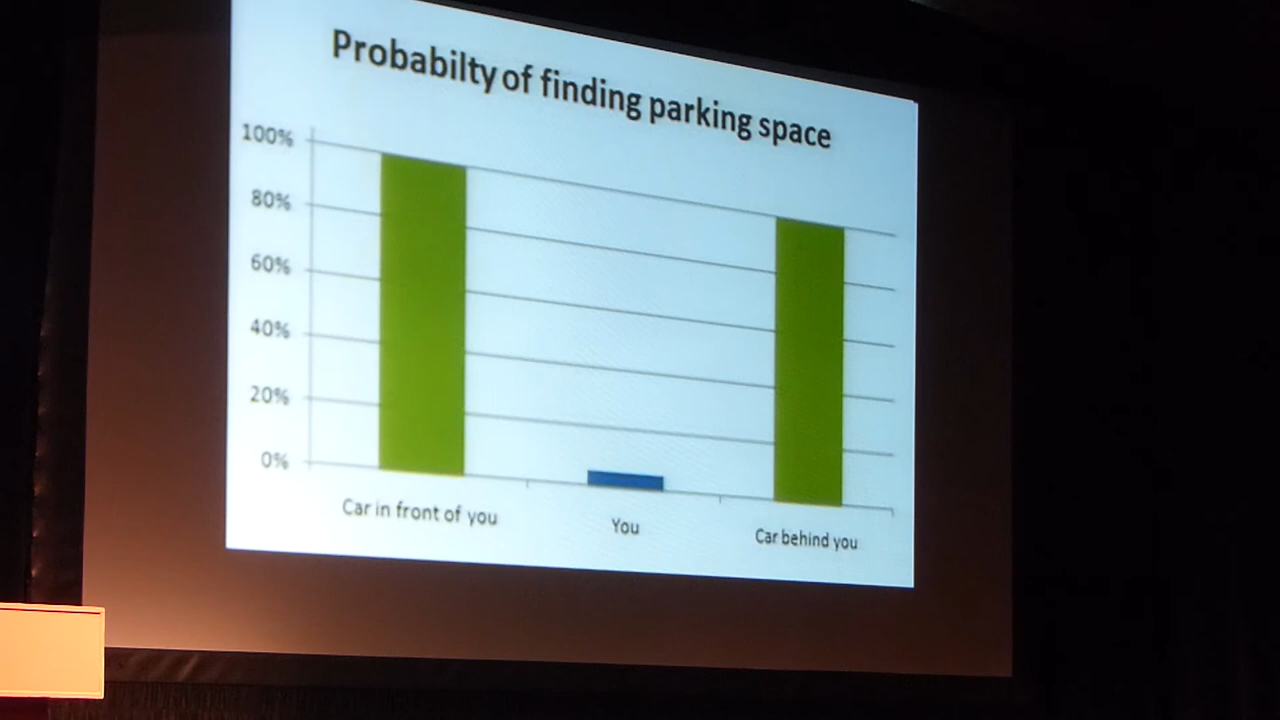 Probabilty of finding parking space
100%
80%
60%
40%
20%
0%
Car in front of you
You
Car behind you